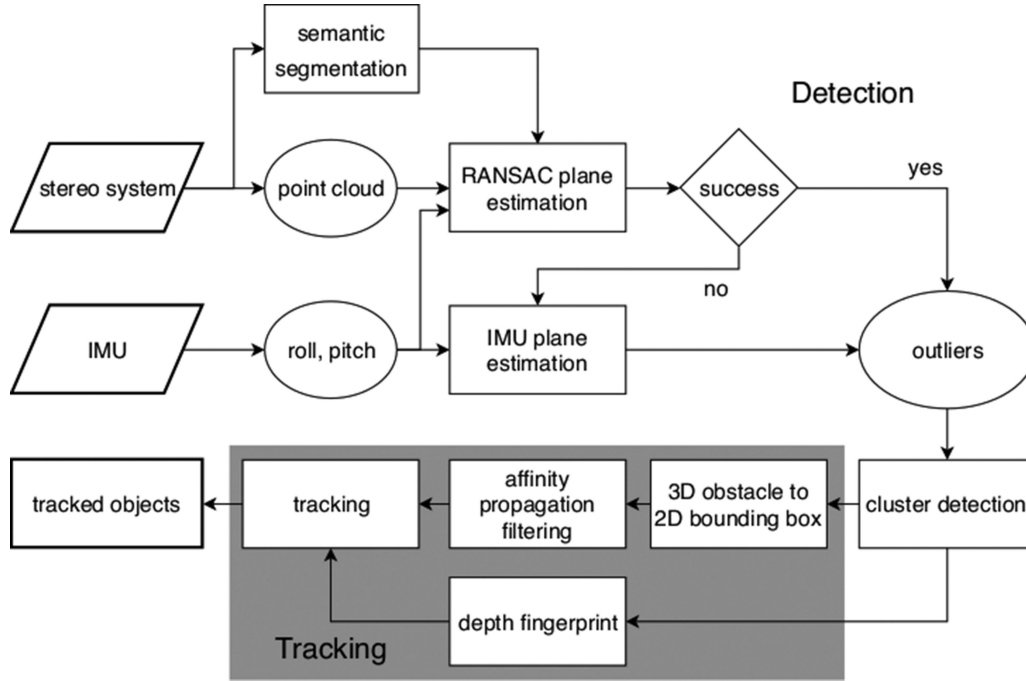 semantic
segmentation
Detection
stereo system
point cloud
RANSAC plane
estimation
success
yes
no
IMU
roll, pitch
IMU plane
estimation
outliers
tracked objects
tracking
affinity
propagation
filtering
3D obstacle to
2D bounding box
cluster detection
depth fingerprint
Tracking